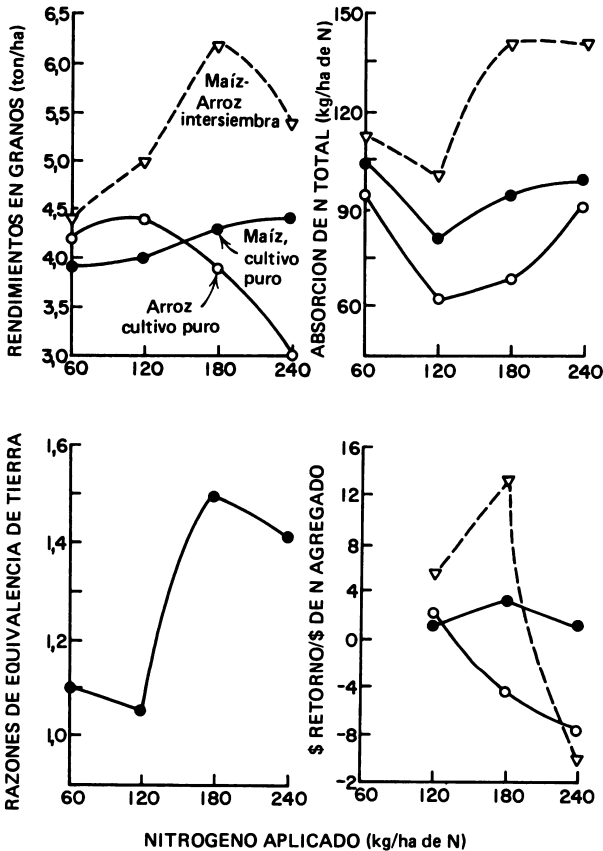 RENDIMIENTOS EN GRANOS (ton/ha)
6,5
6,0
5,5
5,0
4,5
4,0
3,5
3,0
60 120 180 240
Maíz-
Arroz
intersiembra
Maíz,
cultivo
puro
Arroz
cultivo puro
ABSORCION DE N TOTAL (kg/ha de N)
150
120
90
60
60 120 180 240
RAZONES DE EQUIVALENCIA DE TIERRA
1,6
1,4
1,2
1,0
60 120 180 240
$ RETORNO/$ DE N AGREGADO
16
12
8
4
0
-4
-8
-2
60 120 180 240
NITROGENO APLICADO (kg/ha de N)